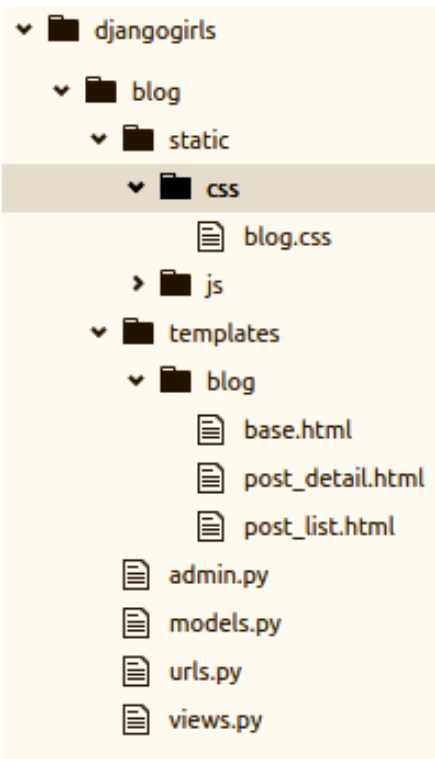 djangogirls
blog
static
css
blog.css
js
templates
blog
base.html
post_detail.html
post_list.html
admin.py
models.py
urls.py
views.py